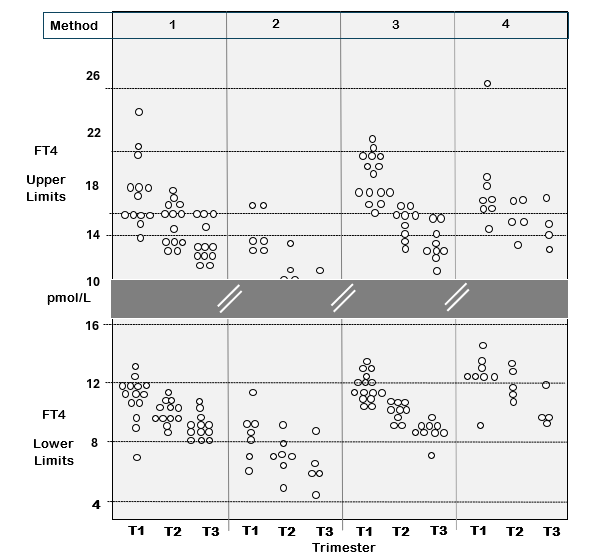 Method 1 2 3 4
26
22
FT4
Upper
Limits
18
14
10
pmol/L
16
12
FT4
Lower
Limits
8
4
T1 T2 T3 T1 T2 T3 T1 T2 T3 T1 T2 T3
Trimester